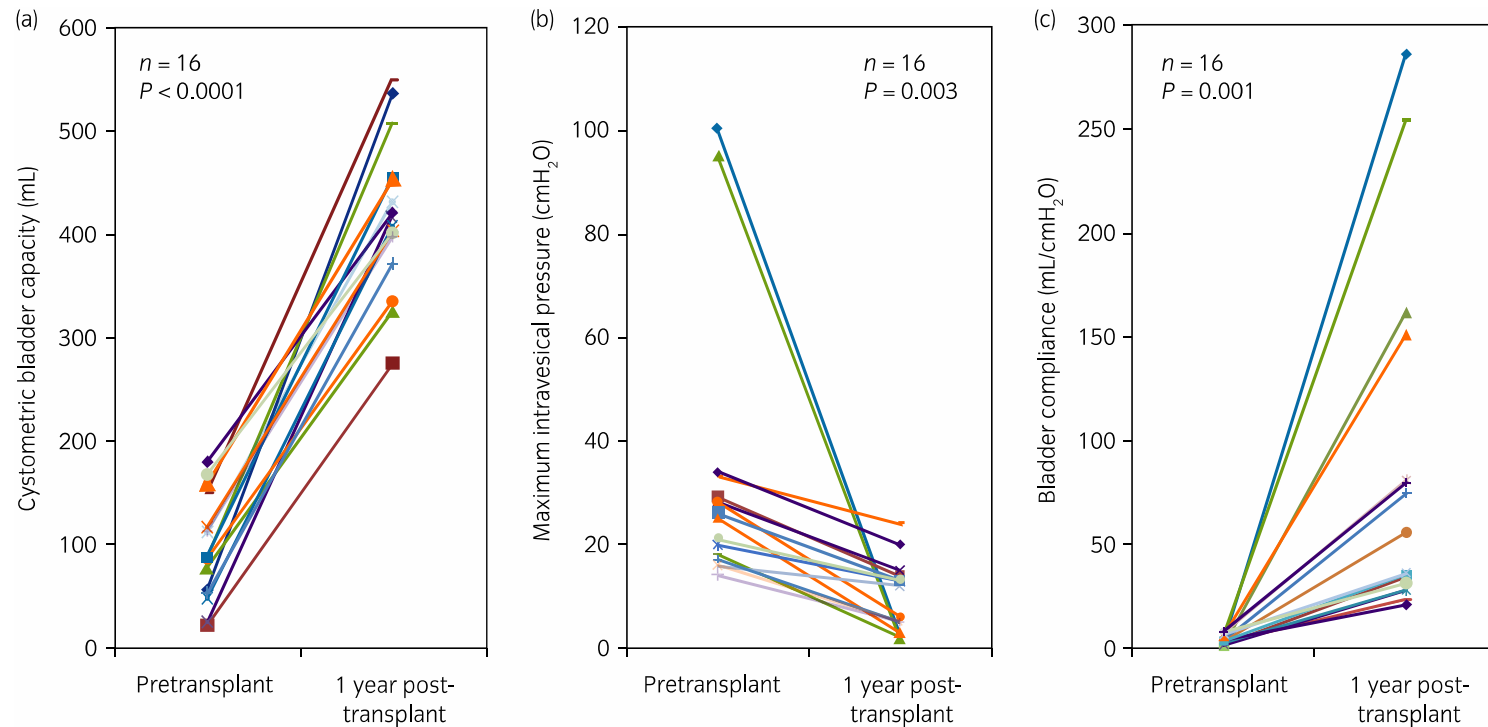 (a)
600
500
400
300
200
100
0
Cystometric bladder capacity (mL)
n = 16
P < 0.0001
Pretransplant
1 year post-
transplant
(b)
120
100
80
60
40
20
0
Maximum intravesical pressure (cmH₂O)
n = 16
P = 0.003
Pretransplant
1 year post-
transplant
(c)
300
250
200
150
100
50
0
Bladder compliance (mL/cmH₂O)
n = 16
P = 0.001
Pretransplant
1 year post-
transplant